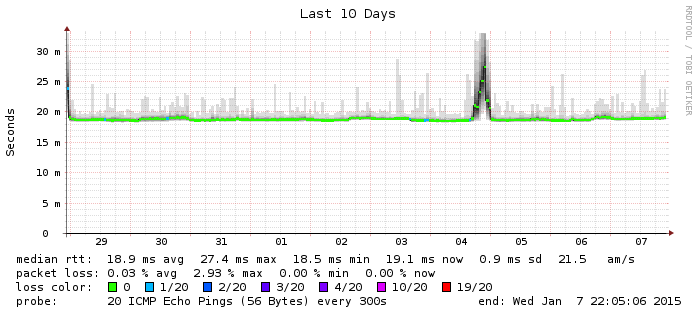 Last 10 Days
RRDTOOL / TOBI OETIKER
Seconds
30 m
25 m
20 m
15 m
10 m
5 m
0
29 30 31 01 02 03 04 05 06 07
median rtt: 18.9 ms avg 27.4 ms max 18.5 ms min 19.1 ms now 0.9 ms sd 21.5 am/s
packet loss: 0.03 % avg 2.93 % max 0.00 % min 0.00 % now
loss color: 0 1/20 2/20 3/20 4/20 10/20 19/20
probe: 20 ICMP Echo Pings (56 Bytes) every 300s end: Wed Jan 7 22:05:06 2015